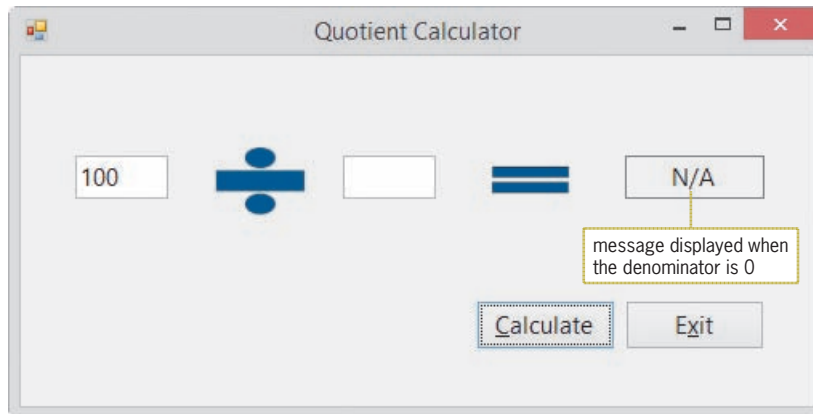 Quotient Calculator
100
N/A
message displayed when
the denominator is 0
Calculate
Exit